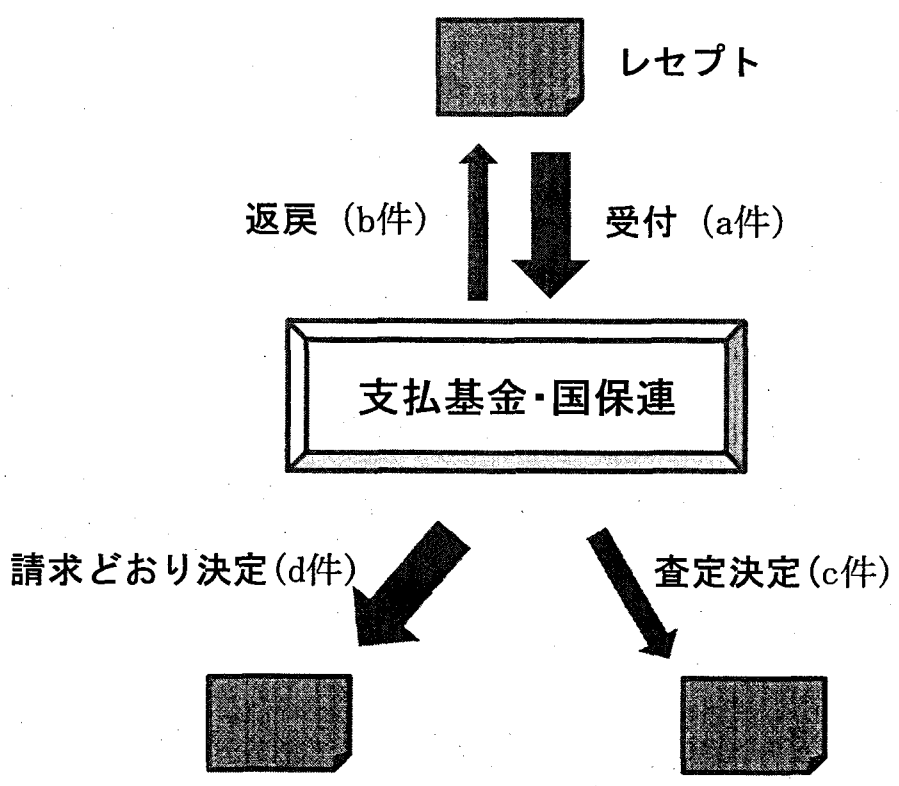 レセプト
返戻（b件）
受付（a件）
支払基金・国保連
請求どおり決定(d件)
査定決定(c件)